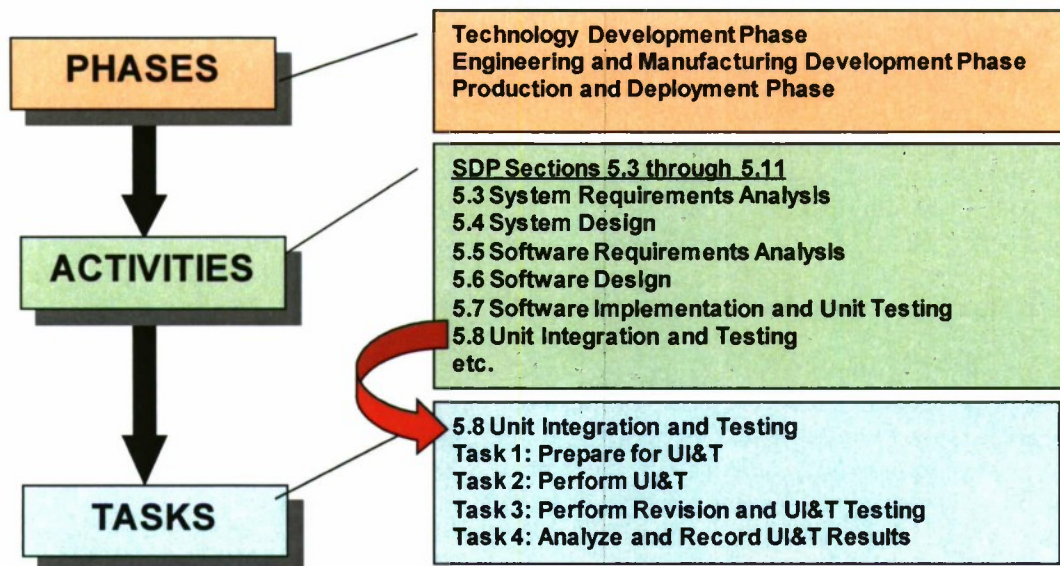 PHASES
Technology Development Phase
Engineering and Manufacturing Development Phase
Production and Deployment Phase
ACTIVITIES
SDP Sections 5.3 through 5.11
5.3 System Requirements Analysis
5.4 System Design
5.5 Software Requirements Analysis
5.6 Software Design
5.7 Software Implementation and Unit Testing
5.8 Unit Integration and Testing
etc.
TASKS
5.8 Unit Integration and Testing
Task 1: Prepare for UI&T
Task 2: Perform UI&T
Task 3: Perform Revision and UI&T Testing
Task 4: Analyze and Record UI&T Results